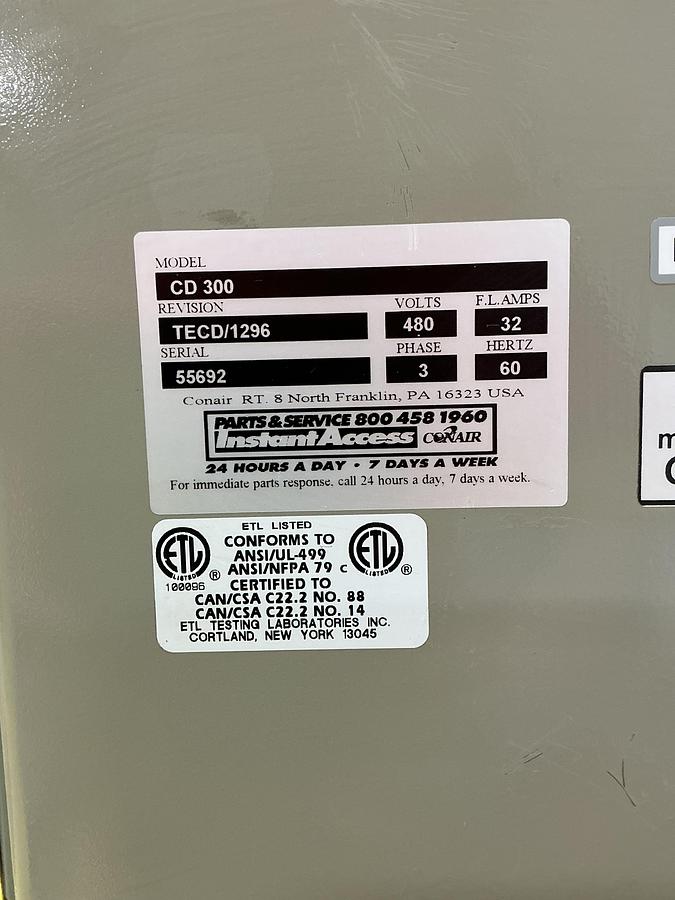 MODEL
CD 300
REVISION VOLTS F.L.AMPS
TECD/1296 480 32
SERIAL PHASE HERTZ
55692 3 60
Conair RT. 8 North Franklin, PA 16323 USA
PARTS & SERVICE 800 458 1960
Instant Access CONAIR
24 HOURS A DAY • 7 DAYS A WEEK
For immediate parts response, call 24 hours a day, 7 days a week.
ETL LISTED
CONFORMS TO
ANSI/UL-499
ANSI/NFPA 79 C
ETL LISTED ® ETL LISTED ®
100096 CERTIFIED TO
CAN/CSA C22.2 NO. 88
CAN/CSA C22.2 NO. 14
ETL TESTING LABORATORIES INC.
CORTLAND, NEW YORK 13045